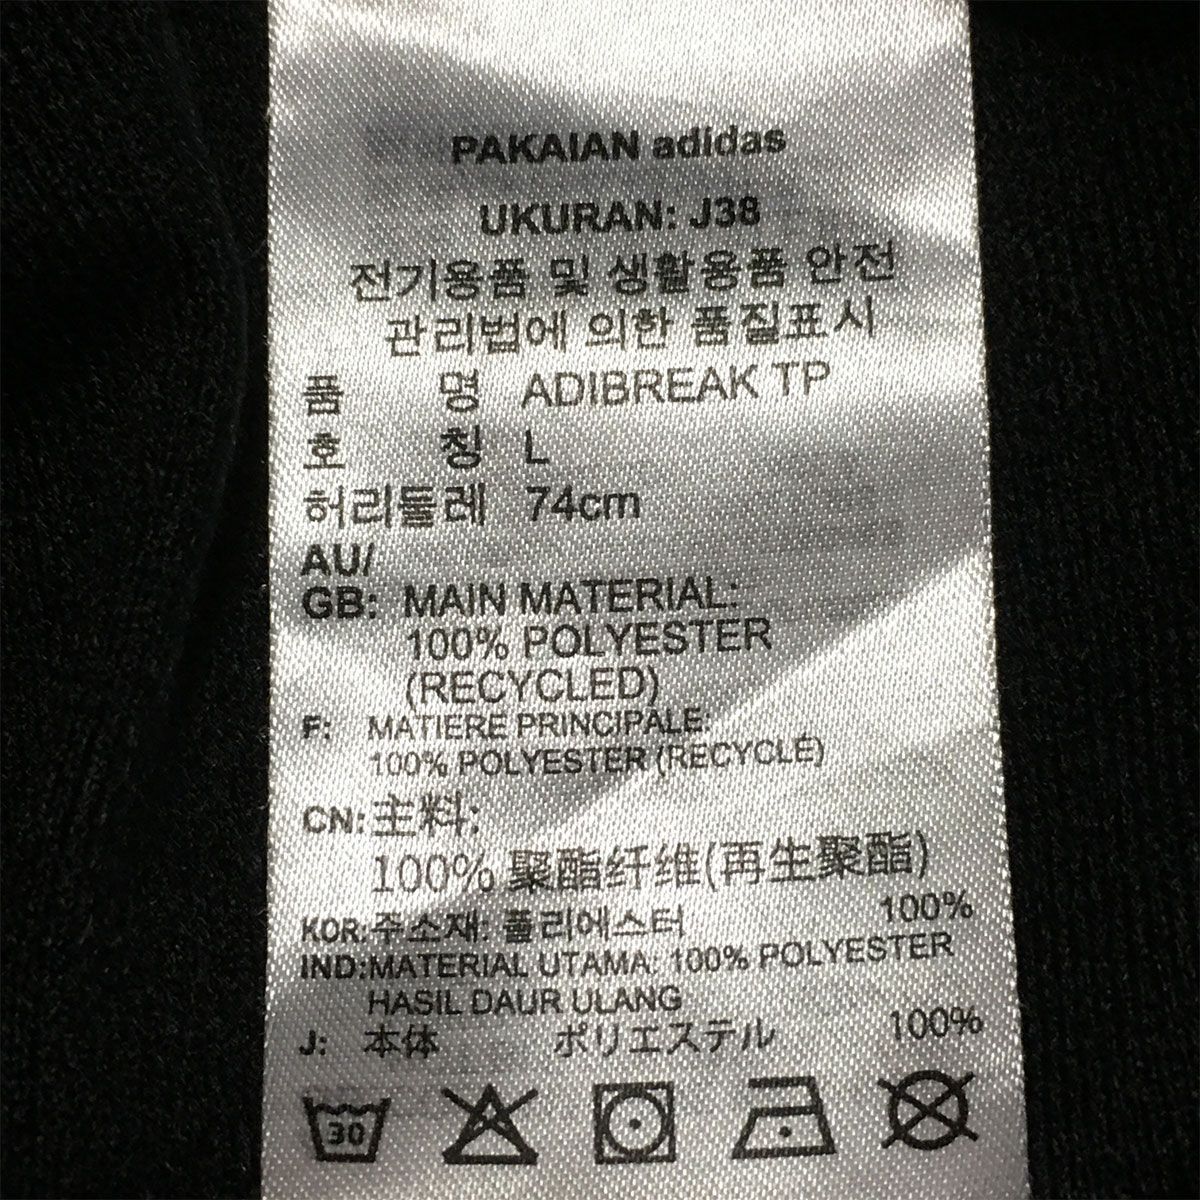 PAKAIAN adidas
UKURAN: J38
전기용품 및 생활용품 안전
관리법에 의한 품질표시
품 명 ADIBREAK TP
호 칭 L
허리둘레 74cm
AU/
GB: MAIN MATERIAL:
100% POLYESTER
(RECYCLED)
F: MATIERE PRINCIPALE:
100% POLYESTER (RECYCLÉ)
CN:主料:
100% 聚酯纤维(再生聚酯)
KOR:주소재: 폴리에스터 100%
IND:MATERIAL UTAMA: 100% POLYESTER
HASIL DAUR ULANG
J: 本体 ポリエステル 100%
30